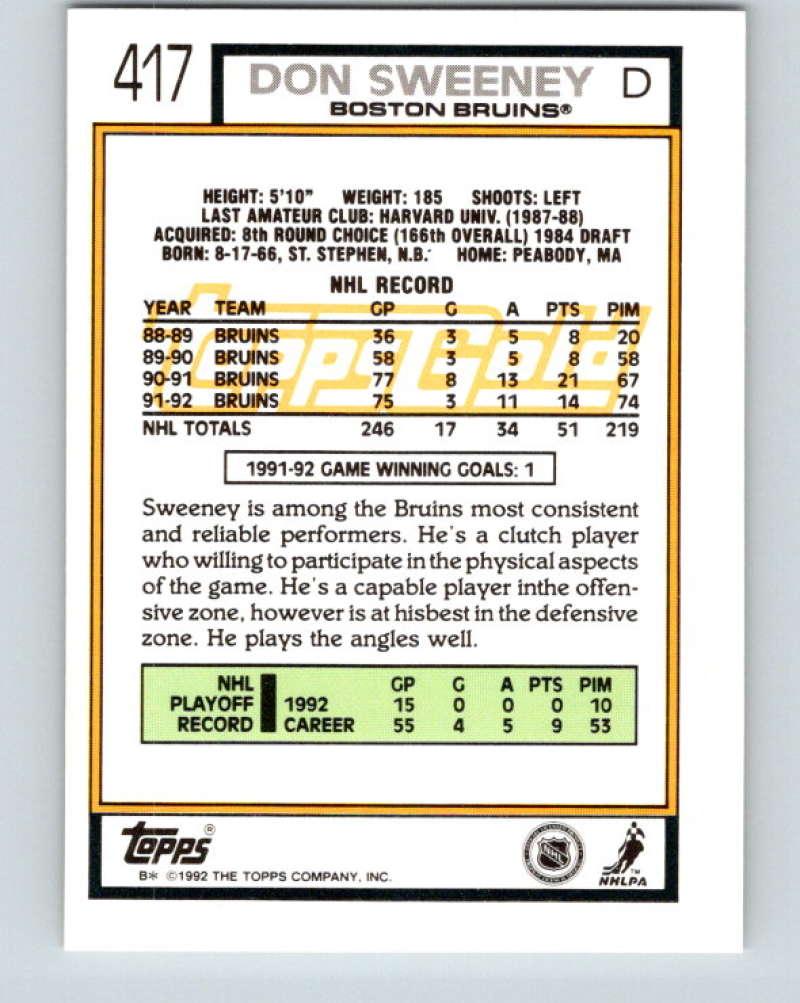 417
DON SWEENEY D
BOSTON BRUINS®
HEIGHT: 5'10" WEIGHT: 185 SHOOTS: LEFT
LAST AMATEUR CLUB: HARVARD UNIV. (1987-88)
ACQUIRED: 8th ROUND CHOICE (166th OVERALL) 1984 DRAFT
BORN: 8-17-66, ST. STEPHEN, N.B. HOME: PEABODY, MA
NHL RECORD
YEAR TEAM GP G A PTS PIM
88-89 BRUINS 36 3 5 8 20
89-90 BRUINS 58 3 5 8 58
90-91 BRUINS 77 8 13 21 67
91-92 BRUINS 75 3 11 14 74
NHL TOTALS 246 17 34 51 219
ToppsGold
1991-92 GAME WINNING GOALS: 1
Sweeney is among the Bruins most consistent
and reliable performers. He's a clutch player
who willing to participate in the physical aspects
of the game. He's a capable player inthe offen-
sive zone, however is at hisbest in the defensive
zone. He plays the angles well.
NHL GP G A PTS PIM
PLAYOFF 1992 15 0 0 0 10
RECORD CAREER 55 4 5 9 53
Topps®
B* ©1992 THE TOPPS COMPANY, INC.
NHL
NHLPA™